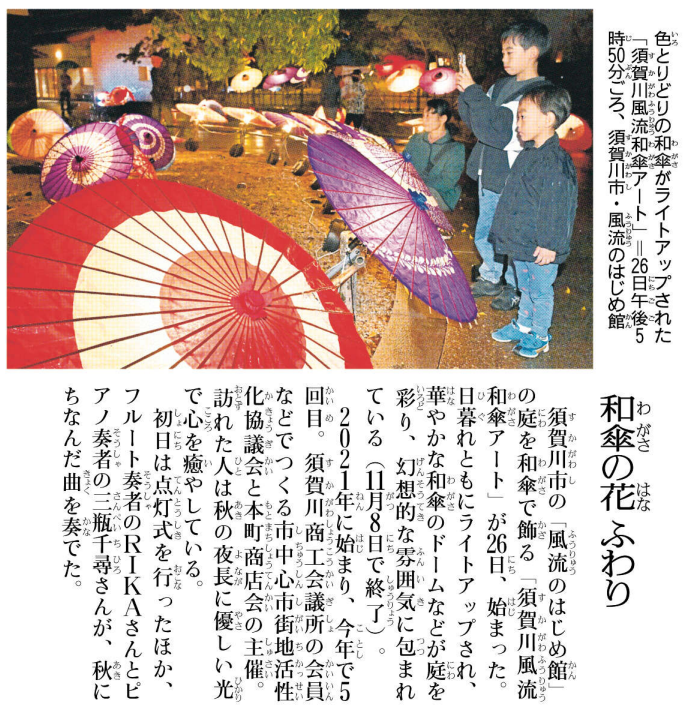 色とりどりの和傘がライトアップされた
「須賀川風流和傘アート」＝26日午後5
時50分ごろ、須賀川市・風流のはじめ館
和傘の花 ふわり
須賀川市の「風流のはじめ館」
の庭を和傘で飾る「須賀川風流
和傘アート」が26日、始まった。
日暮れともにライトアップされ、
華やかな和傘のドームなどが庭を
彩り、幻想的な雰囲気に包まれ
ている（11月8日で終了）。
2021年に始まり、今年で5
回目。須賀川商工会議所の会員
などでつくる市中心市街地活性
化協議会と本町商店会の主催。
訪れた人は秋の夜長に優しい光
で心を癒やしている。
初日は点灯式を行ったほか、
フルート奏者のRIKAさんとピ
アノ奏者の三瓶千尋さんが、秋に
ちなんだ曲を奏でた。